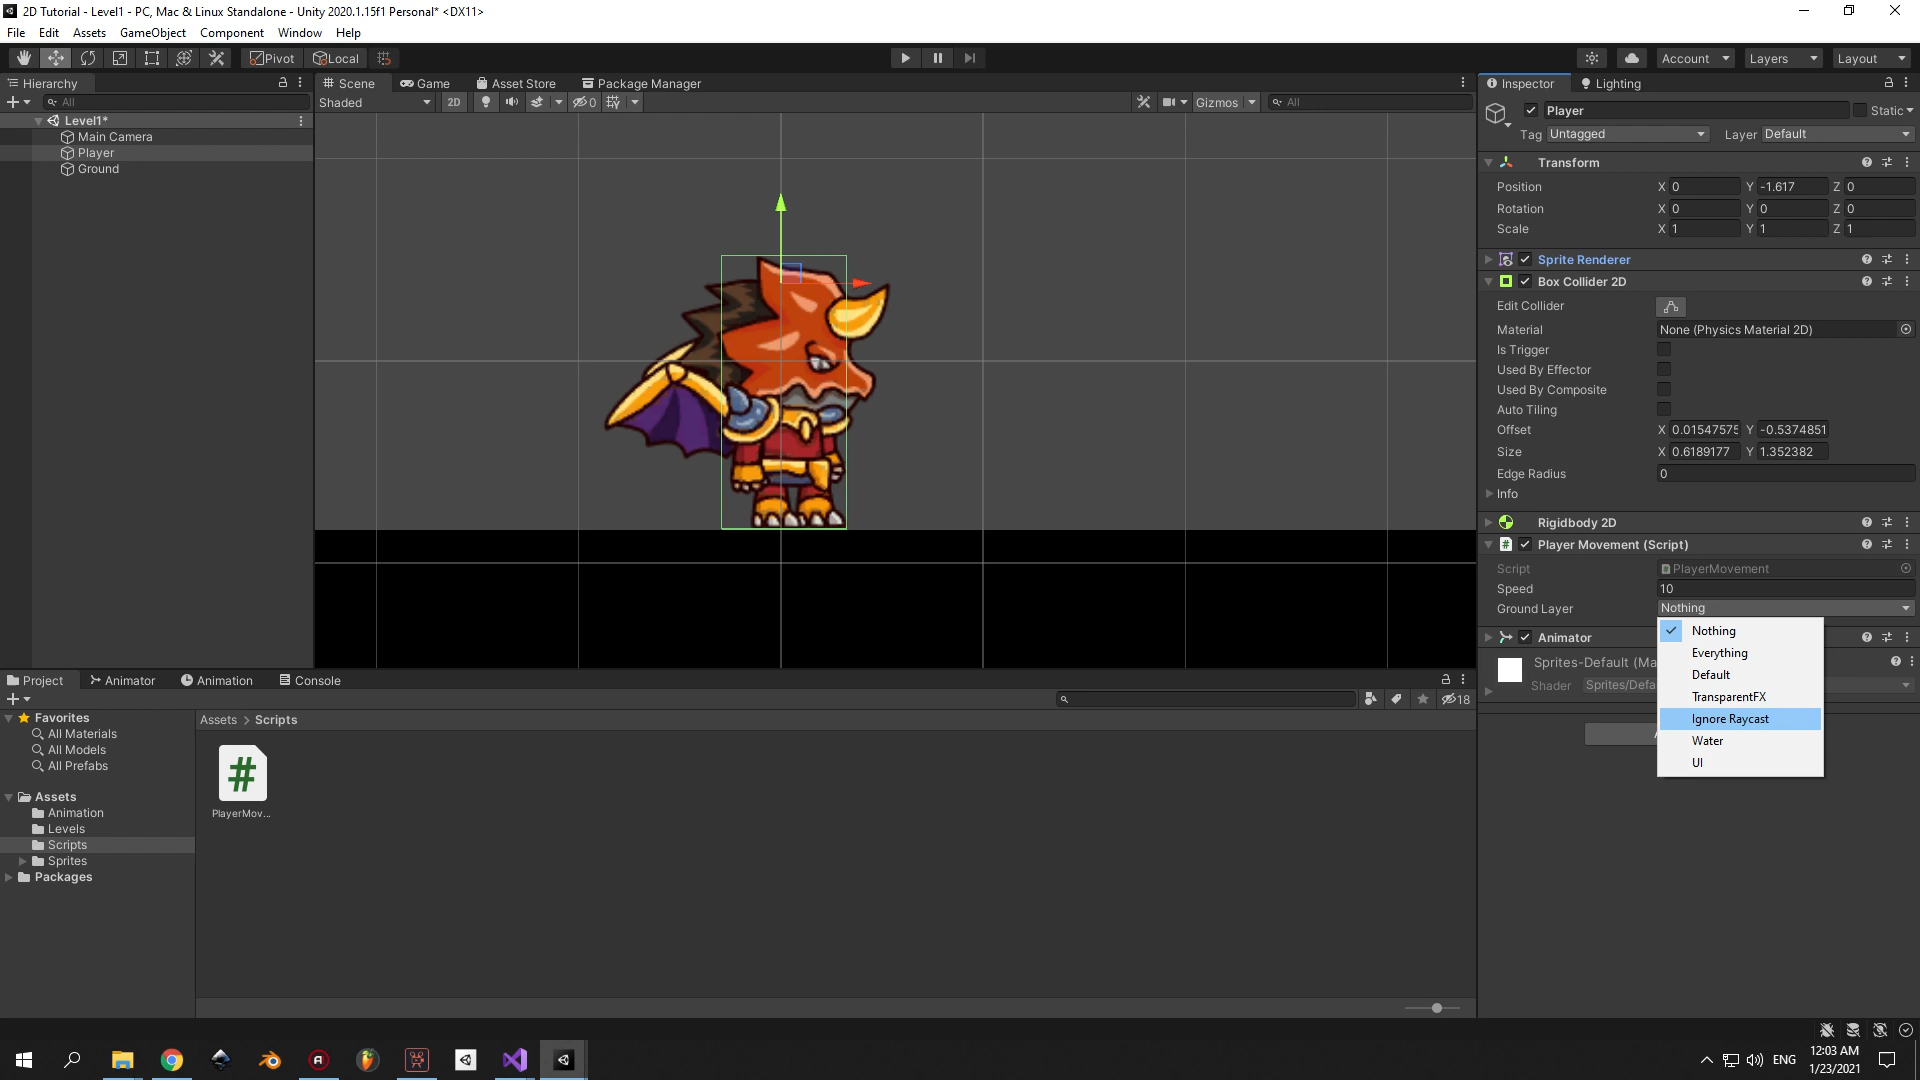 2D Tutorial - Level1 - PC, Mac & Linux Standalone - Unity 2020.1.15f1 Personal* <DX11>
File Edit Assets GameObject Component Window Help
Pivot Local Account Layers Layout
Hierarchy
All
Level1*
Main Camera
Player
Ground
Scene Game Asset Store Package Manager
Shaded 2D 0 Gizmos All
Inspector Lighting
Player Static
Tag Untagged Layer Default
Transform
Position X 0 Y -1.617 Z 0
Rotation X 0 Y 0 Z 0
Scale X 1 Y 1 Z 1
Sprite Renderer
Box Collider 2D
Edit Collider
Material None (Physics Material 2D)
Is Trigger
Used By Effector
Used By Composite
Auto Tiling
Offset X 0.01547575 Y -0.5374851
Size X 0.6189177 Y 1.352382
Edge Radius 0
Info
Rigidbody 2D
# Player Movement (Script)
Script PlayerMovement
Speed 10
Ground Layer Nothing
Nothing
Everything
Default
TransparentFX
Ignore Raycast
Water
UI
Animator
Sprites-Default (Ma
Shader Sprites/Defa
Project Animator Animation Console
18
Favorites
All Materials
All Models
All Prefabs
Assets
Animation
Levels
Scripts
Sprites
Packages
Assets > Scripts
#
PlayerMov...
ENG
12:03 AM
1/23/2021